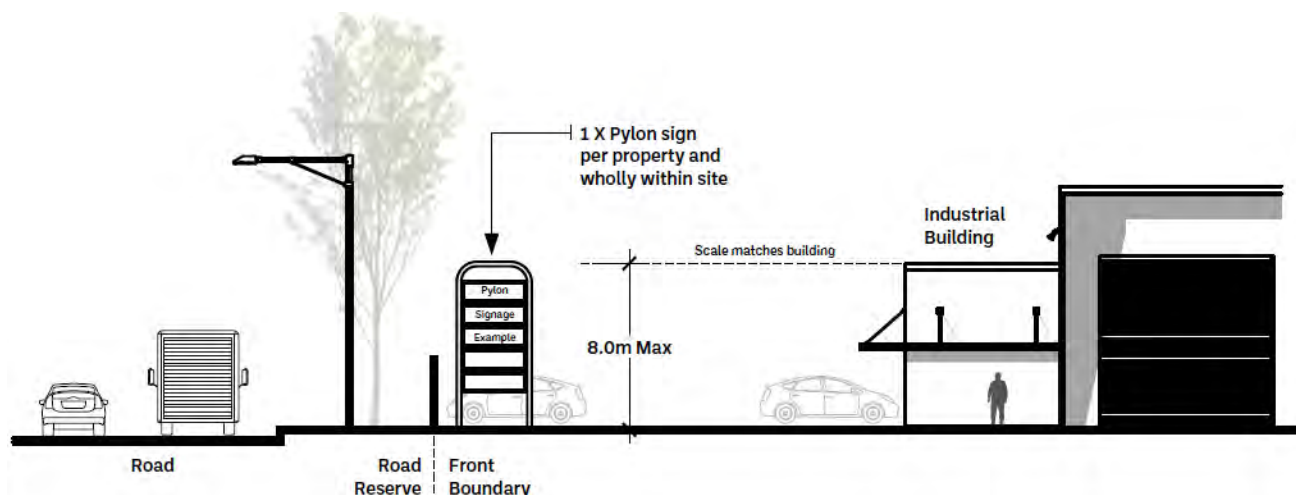 1 X Pylon sign
per property and
wholly within site
Industrial
Building
Scale matches building
Pylon
Signage
Example
8.0m Max
Road
Road
Reserve
Front
Boundary